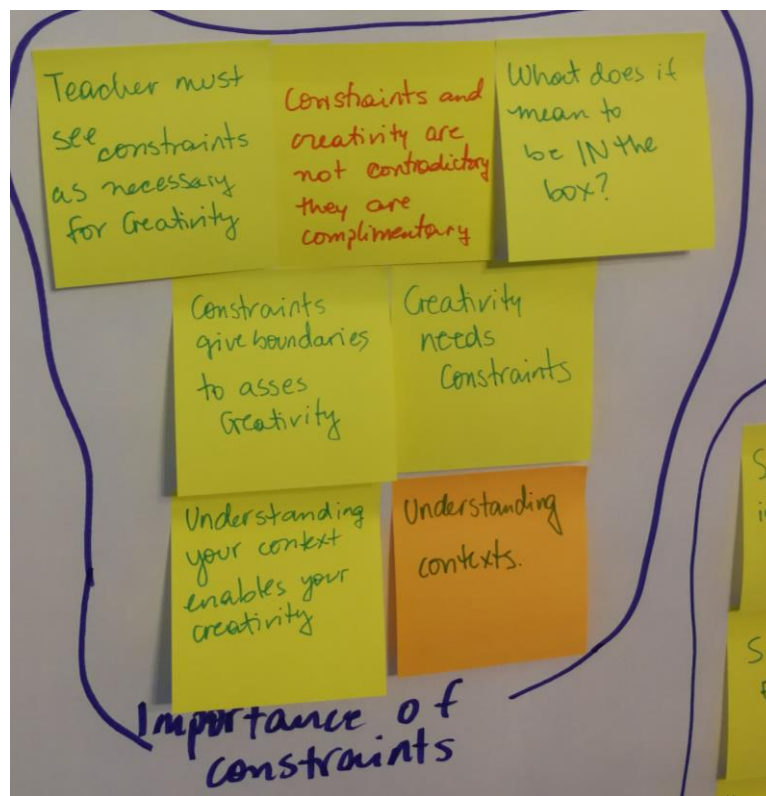 Teacher must
see constraints
as necessary
for Creativity
Constraints and
creativity are
not contradictory
they are
complimentary
What does it
mean to
be IN the
box?
Constraints
give boundaries
to asses
Creativity
Creativity
needs
Constraints
Understanding
your context
enables your
creativity
Understanding
contexts.
Importance of
constraints